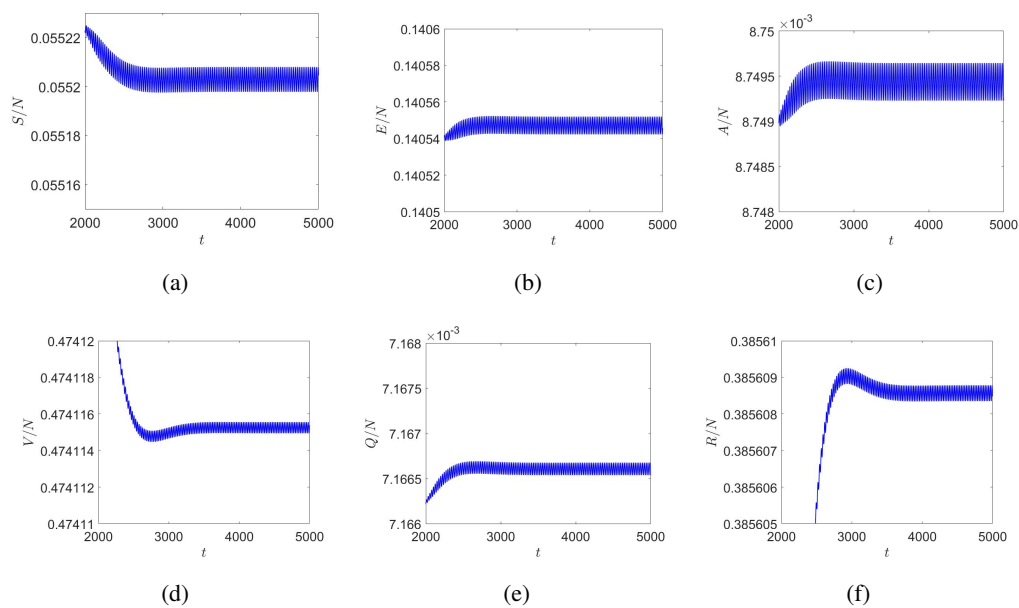 0.05522
0.0552
0.05518
0.05516
S/N
2000 3000 4000 5000
t
(a)
0.1406
0.14058
0.14056
0.14054
0.14052
0.1405
E/N
2000 3000 4000 5000
t
(b)
×10⁻³
8.75
8.7495
8.749
8.7485
8.748
A/N
2000 3000 4000 5000
t
(c)
0.47412
0.474118
0.474116
0.474114
0.474112
0.47411
V/N
2000 3000 4000 5000
t
(d)
×10⁻³
7.168
7.1675
7.167
7.1665
7.166
Q/N
2000 3000 4000 5000
t
(e)
0.38561
0.385609
0.385608
0.385607
0.385606
0.385605
R/N
2000 3000 4000 5000
t
(f)